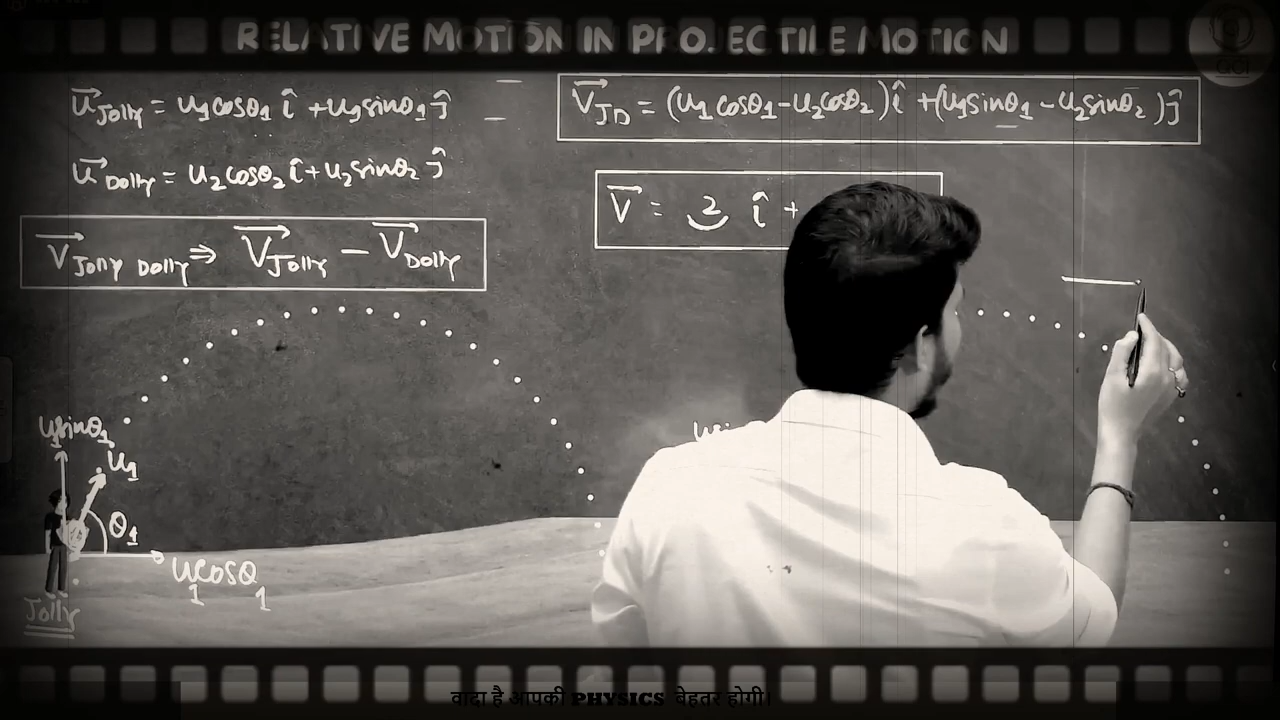 RELATIVE MOTION IN PROJECTILE MOTION
u⃗Jolly = u1cosθ1 î + u1sinθ1 ĵ
u⃗Dolly = u2cosθ2 î + u2sinθ2 ĵ
V⃗Jolly Dolly ⇒ V⃗Jolly − V⃗Dolly
V⃗JD = (u1cosθ1 − u2cosθ2) î + (u1sinθ1 − u2sinθ2) ĵ
V⃗ = 2 î +
u1sinθ1
u1
θ1
u1cosθ1
Jolly
वादा है आपकी PHYSICS बेहतर होगी।